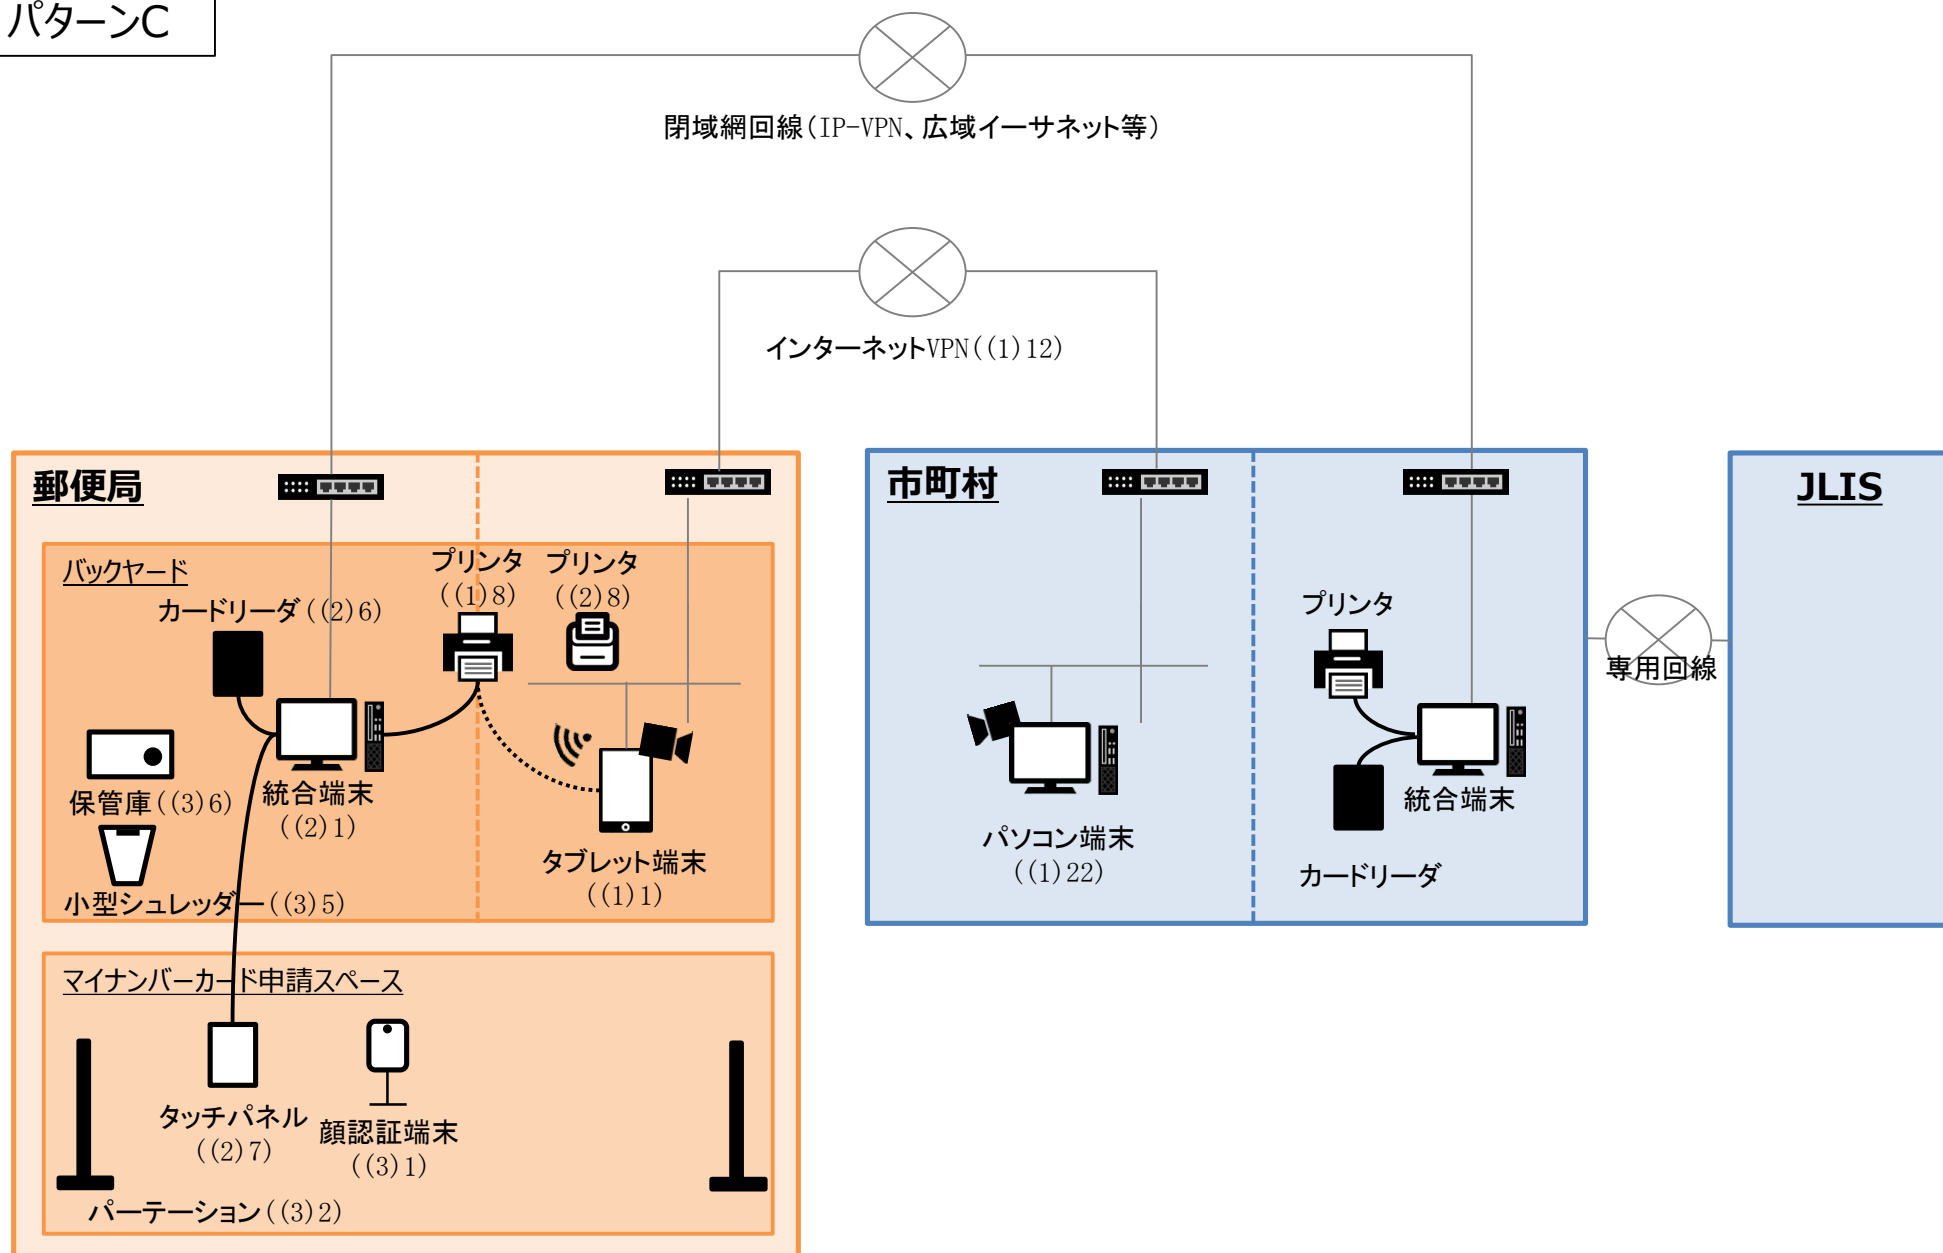 パターンC
閉域網回線(IP-VPN、広域イーサネット等)
インターネットVPN((1)12)
郵便局
バックヤード
カードリーダ((2)6)
プリンタ
((1)8)
プリンタ
((2)8)
保管庫((3)6)
統合端末
((2)1)
小型シュレッダー((3)5)
タブレット端末
((1)1)
マイナンバーカード申請スペース
タッチパネル
((2)7)
顔認証端末
((3)1)
パーテーション((3)2)
市町村
パソコン端末
((1)22)
プリンタ
統合端末
カードリーダ
専用回線
JLIS